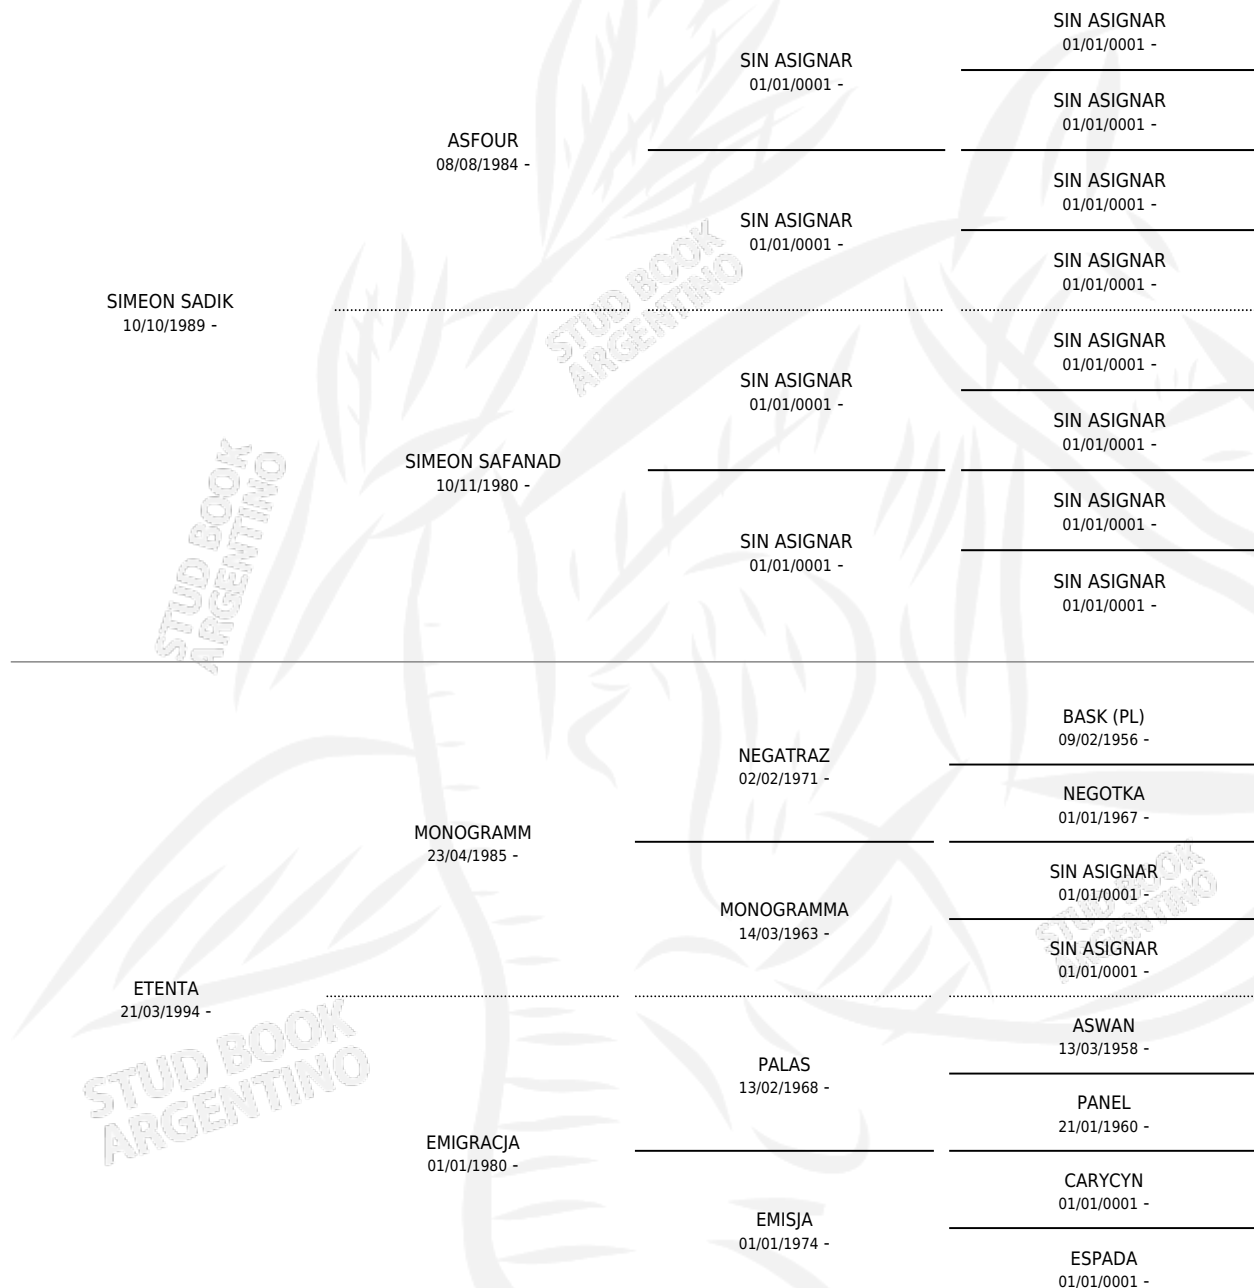 SIMEON SADIK
10/10/1989 -
ASFOUR
08/08/1984 -
SIN ASIGNAR
01/01/0001 -
SIN ASIGNAR
01/01/0001 -
SIN ASIGNAR
01/01/0001 -
SIN ASIGNAR
01/01/0001 -
SIN ASIGNAR
01/01/0001 -
SIN ASIGNAR
01/01/0001 -
SIMEON SAFANAD
10/11/1980 -
SIN ASIGNAR
01/01/0001 -
SIN ASIGNAR
01/01/0001 -
SIN ASIGNAR
01/01/0001 -
SIN ASIGNAR
01/01/0001 -
SIN ASIGNAR
01/01/0001 -
SIN ASIGNAR
01/01/0001 -
ETENTA
21/03/1994 -
MONOGRAMM
23/04/1985 -
NEGATRAZ
02/02/1971 -
BASK (PL)
09/02/1956 -
NEGOTKA
01/01/1967 -
MONOGRAMMA
14/03/1963 -
SIN ASIGNAR
01/01/0001 -
SIN ASIGNAR
01/01/0001 -
EMIGRACJA
01/01/1980 -
PALAS
13/02/1968 -
ASWAN
13/03/1958 -
PANEL
21/01/1960 -
EMISJA
01/01/1974 -
CARYCYN
01/01/0001 -
ESPADA
01/01/0001 -
STUD BOOK
ARGENTINO
STUD BOOK
ARGENTINO
STUD BOOK
ARGENTINO
STUD BOOK
ARGENTINO